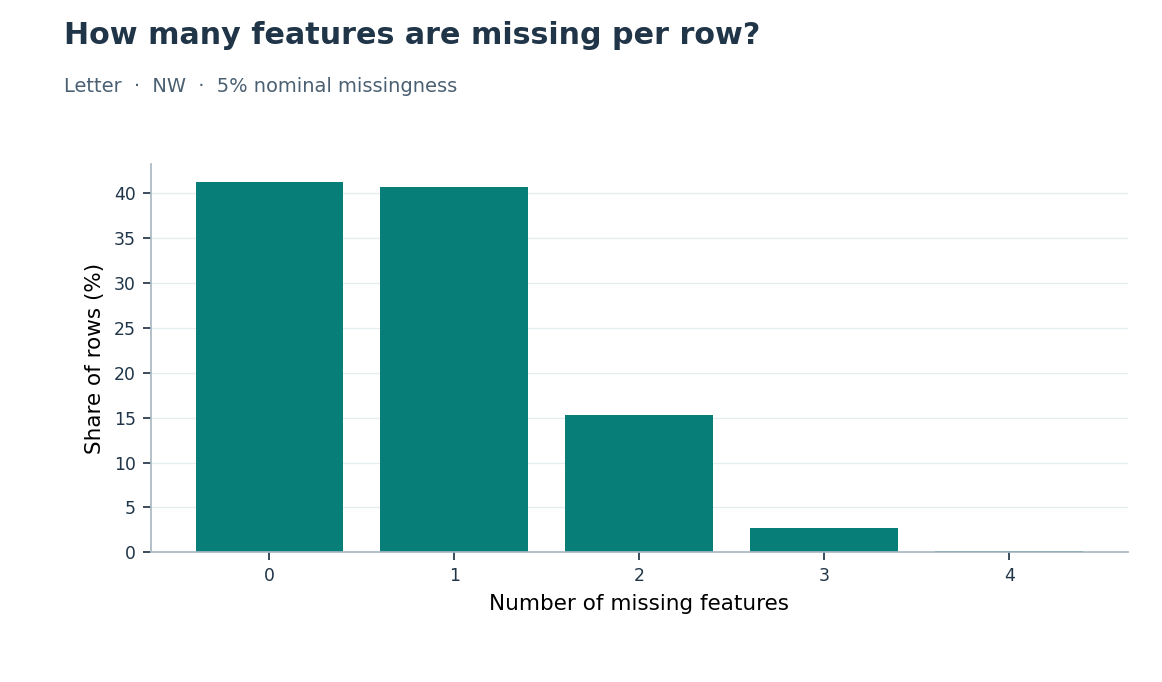 How many features are missing per row?
Letter · NW · 5% nominal missingness
Share of rows (%)
40
35
30
25
20
15
10
5
0
0 1 2 3 4
Number of missing features